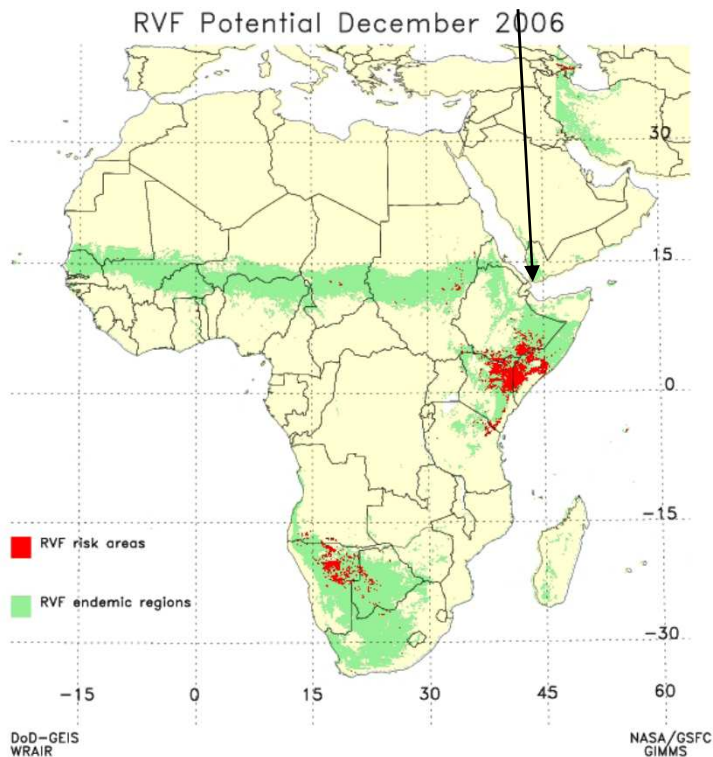 RVF Potential December 2006
30
15
0
-15
-30
RVF risk areas
RVF endemic regions
-15
0
15
30
45
60
DoD-GEIS
WRAIR
NASA/GSFC
GIMMS